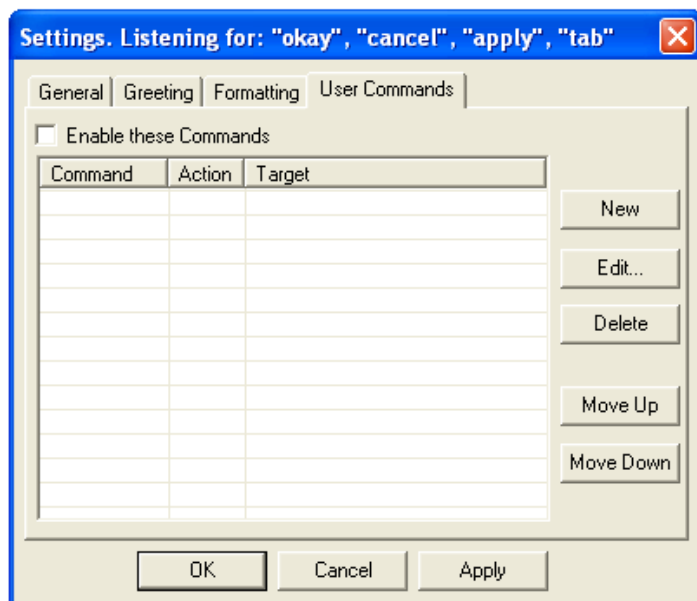 Settings. Listening for: "okay", "cancel", "apply", "tab"
General Greeting Formatting User Commands
Enable these Commands
Command Action Target
New
Edit...
Delete
Move Up
Move Down
OK Cancel Apply